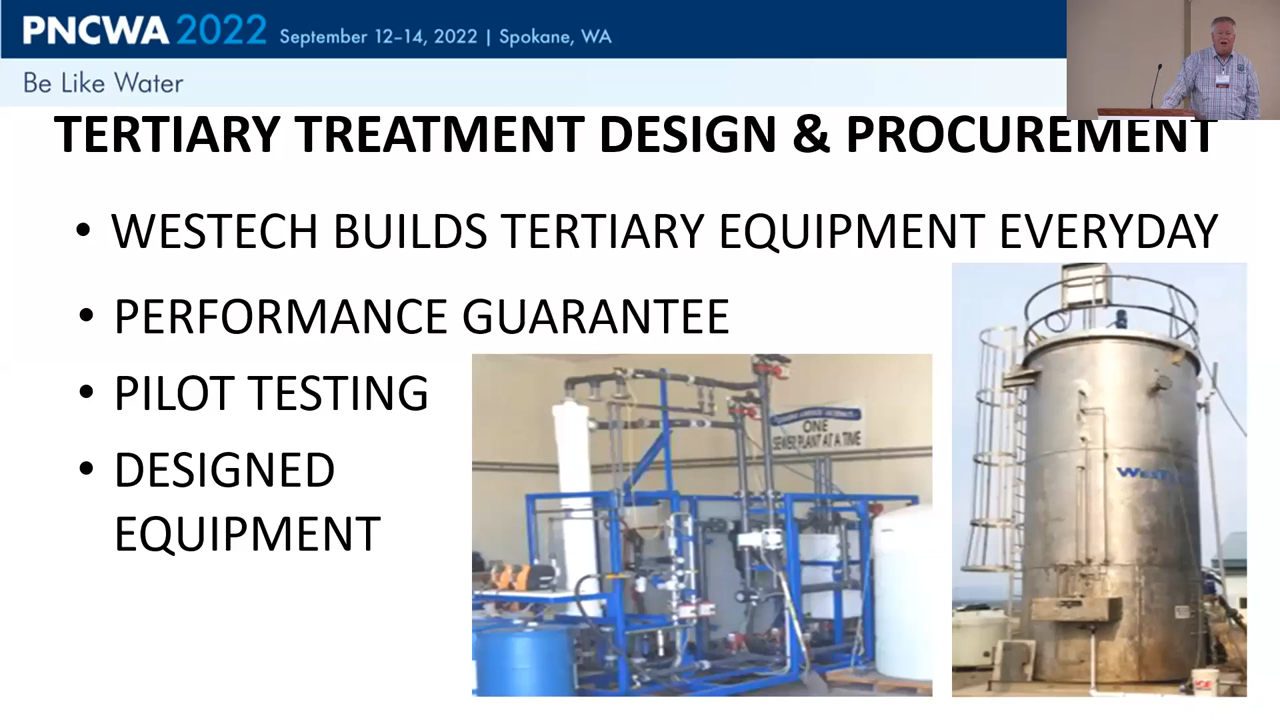 PNCWA 2022 September 12–14, 2022 | Spokane, WA
Be Like Water
TERTIARY TREATMENT DESIGN & PROCUREMENT
• WESTECH BUILDS TERTIARY EQUIPMENT EVERYDAY
• PERFORMANCE GUARANTEE
• PILOT TESTING
• DESIGNED
EQUIPMENT
ONE
SEWER PLANT AT A TIME